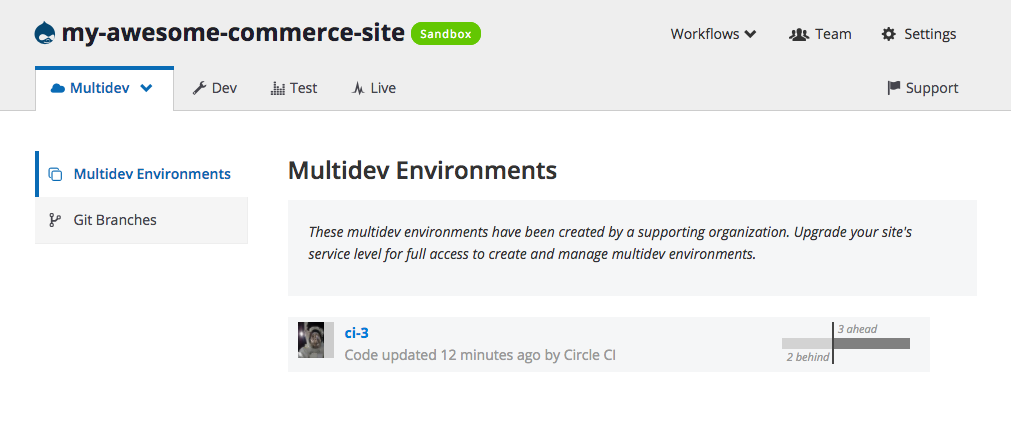 my-awesome-commerce-site Sandbox
Workflows Team Settings
Multidev Dev Test Live Support
Multidev Environments
Git Branches
Multidev Environments
These multidev environments have been created by a supporting organization. Upgrade your site's
service level for full access to create and manage multidev environments.
ci-3
Code updated 12 minutes ago by Circle CI
3 ahead
2 behind